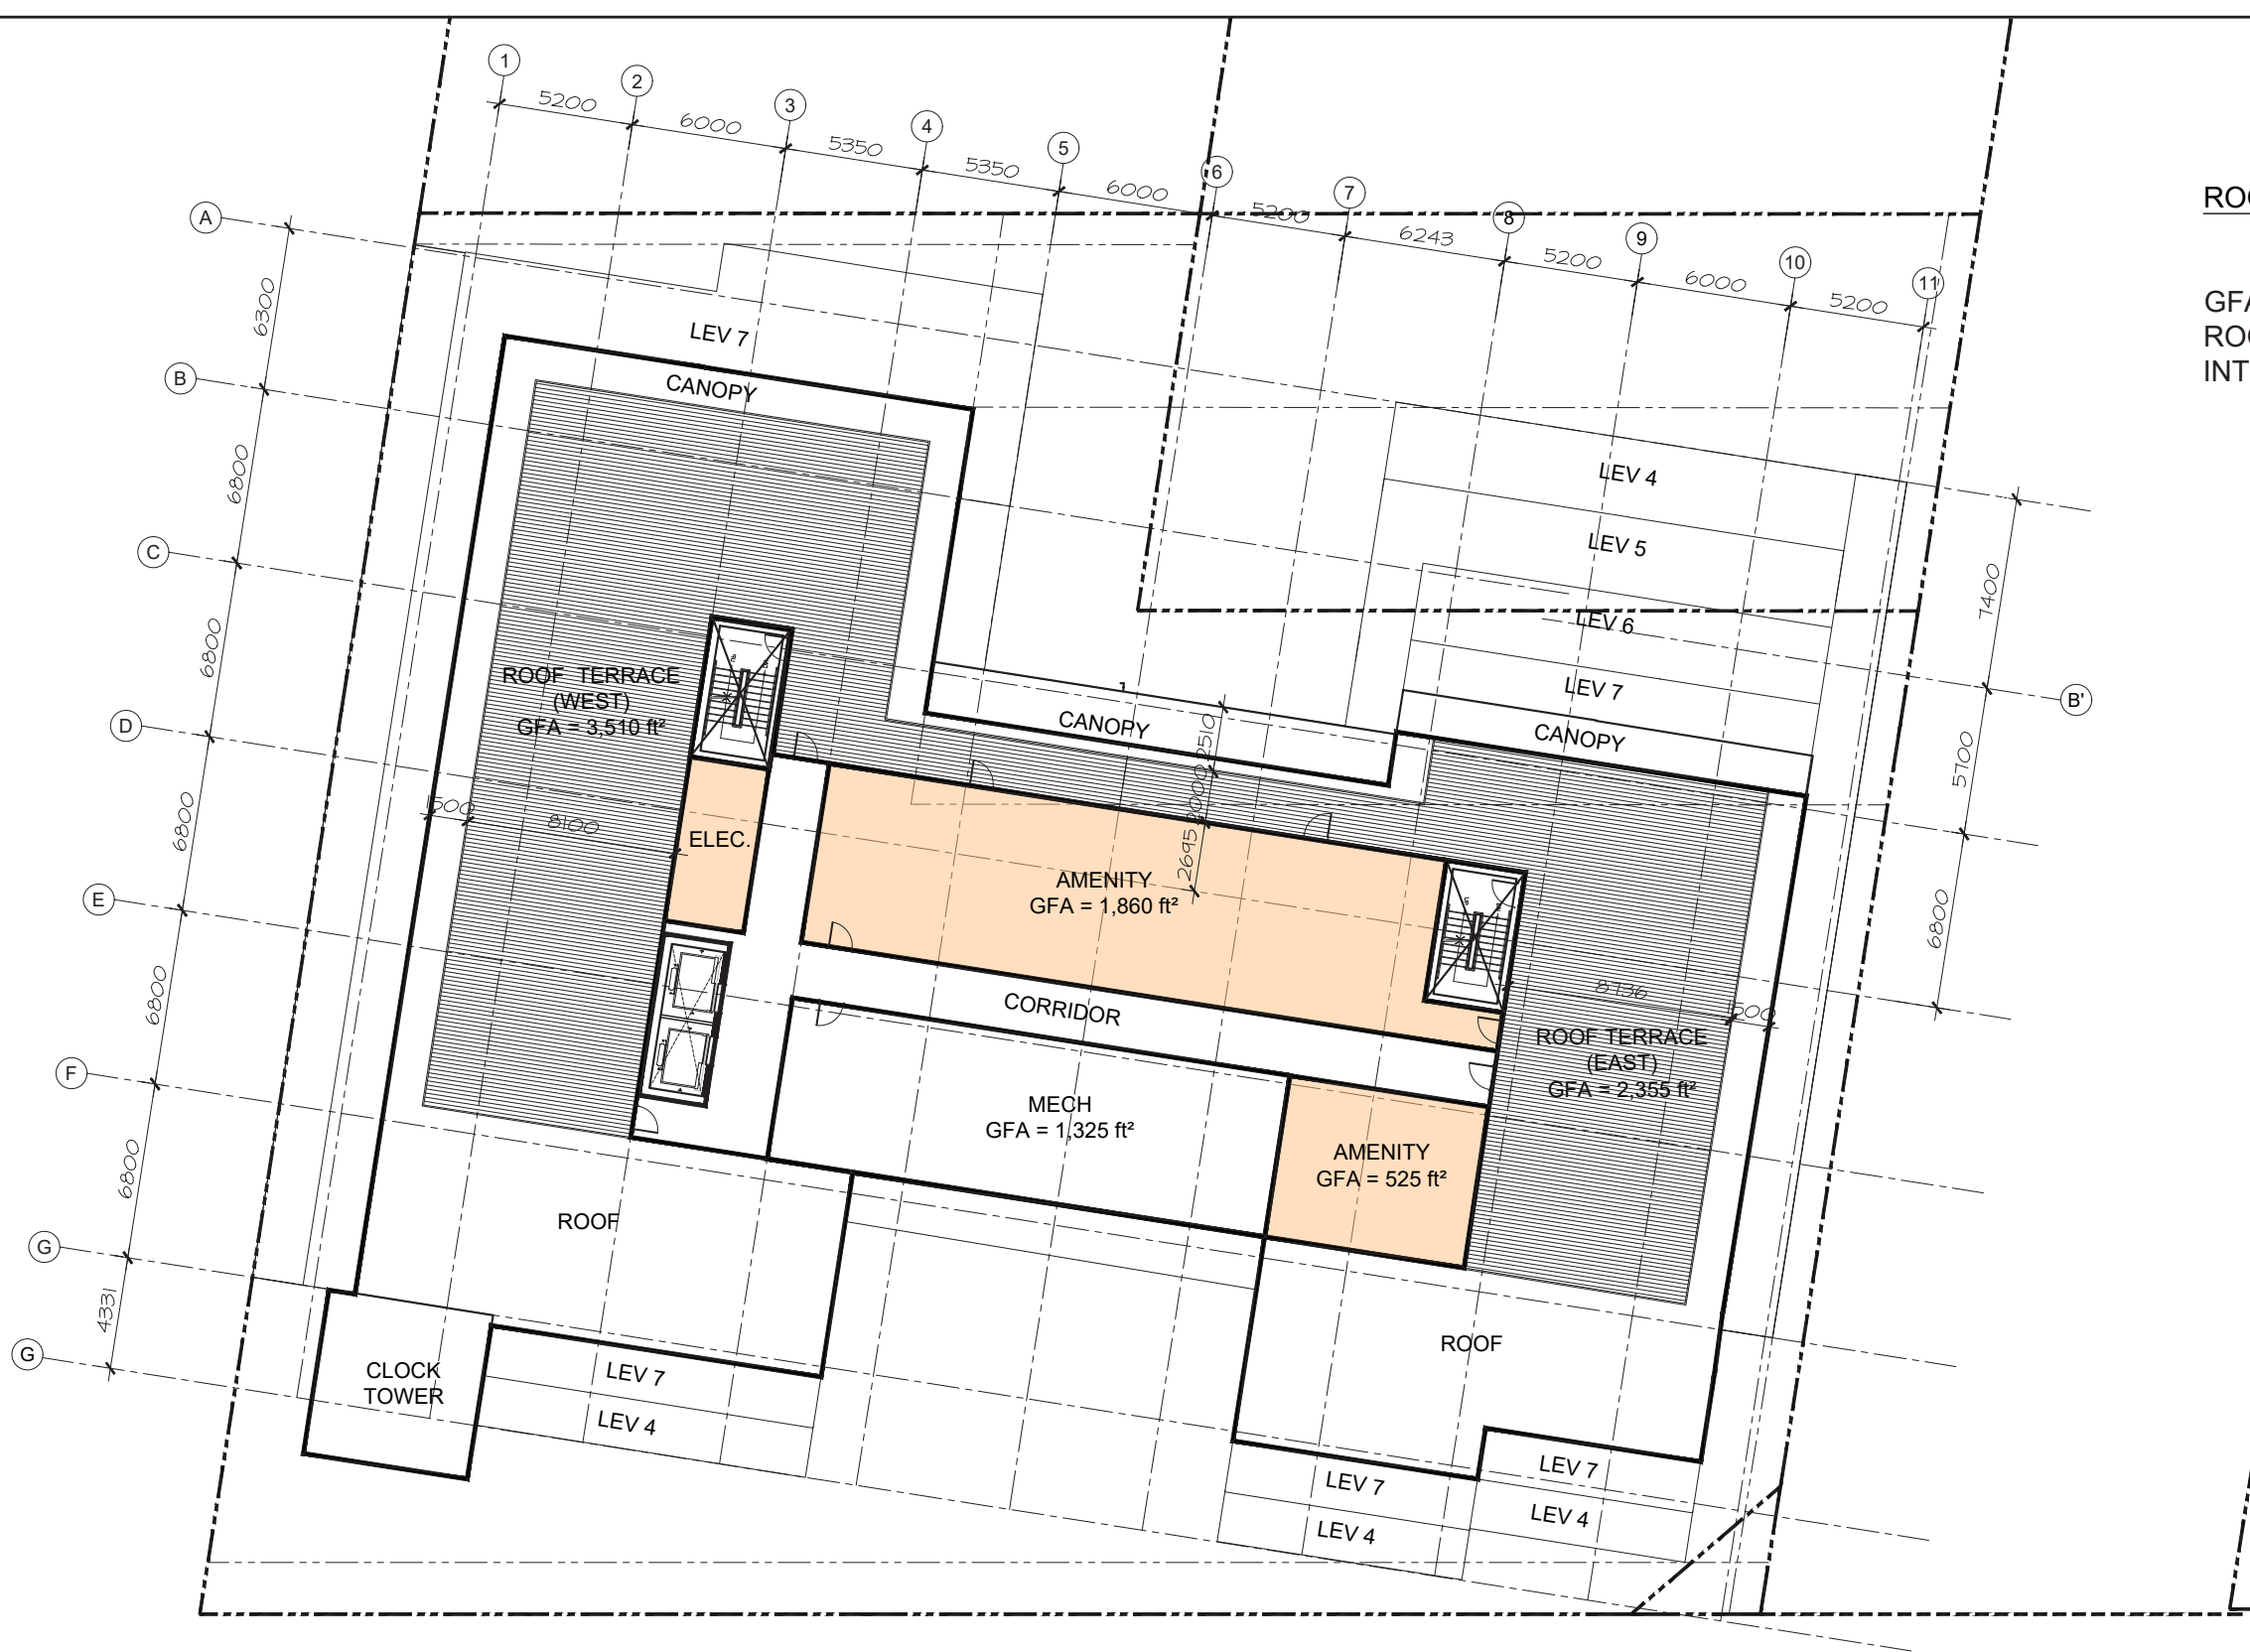 1
2
3
4
5
6
7
8
9
10
11
5200
6000
5350
5350
6000
5200
6243
5200
6000
5200
A
B
C
D
E
F
G
G
6300
6800
6800
6800
6800
6800
4331
B'
7400
5700
6800
ROO
GFA
ROO
INT
LEV 7
CANOPY
LEV 4
LEV 5
LEV 6
LEV 7
CANOPY
CANOPY
ROOF TERRACE
(WEST)
GFA = 3,510 ft²
2510
2000
2695
1500
8100
ELEC.
AMENITY
GFA = 1,860 ft²
CORRIDOR
8736
ROOF TERRACE
(EAST)
GFA = 2,355 ft²
MECH
GFA = 1,325 ft²
AMENITY
GFA = 525 ft²
ROOF
ROOF
CLOCK
TOWER
LEV 7
LEV 4
LEV 7
LEV 4
LEV 7
LEV 4